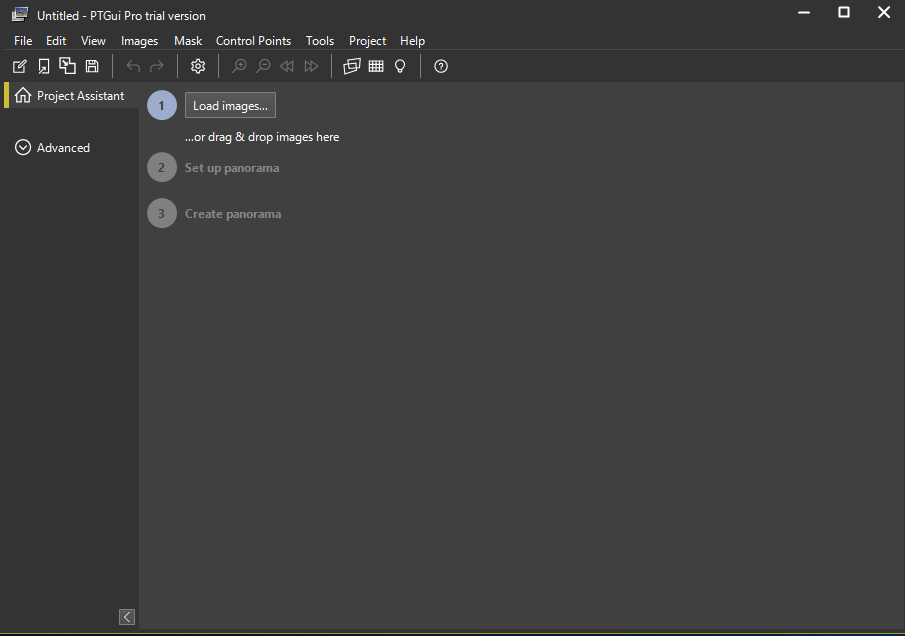 Untitled - PTGui Pro trial version
File Edit View Images Mask Control Points Tools Project Help
Project Assistant
Advanced
1 Load images...
...or drag & drop images here
2 Set up panorama
3 Create panorama